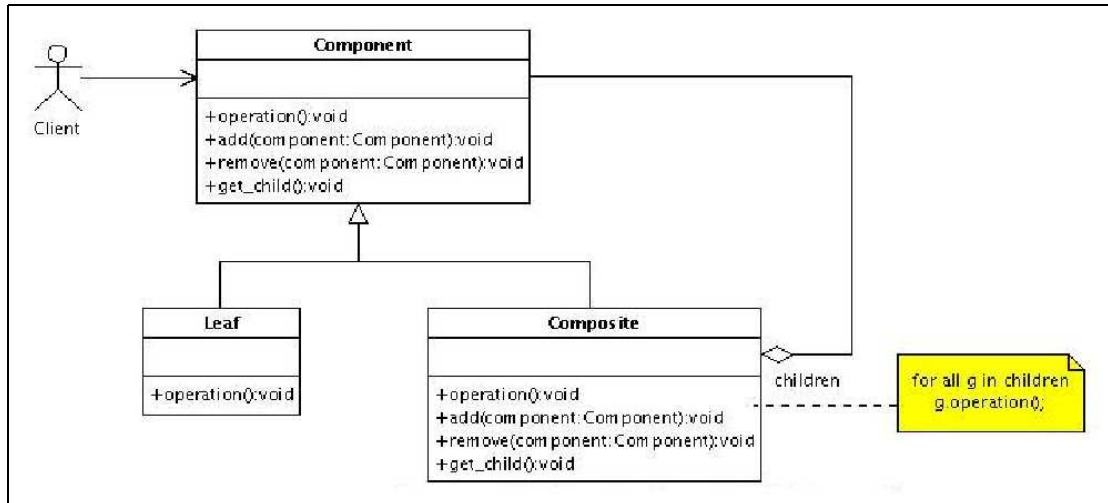 Component
Client
+operation():void
+add(component:Component):void
+remove(component:Component):void
+get_child():void
Leaf
+operation():void
Composite
+operation():void
+add(component:Component):void
+remove(component:Component):void
+get_child():void
children
for all g in children
g.operation();